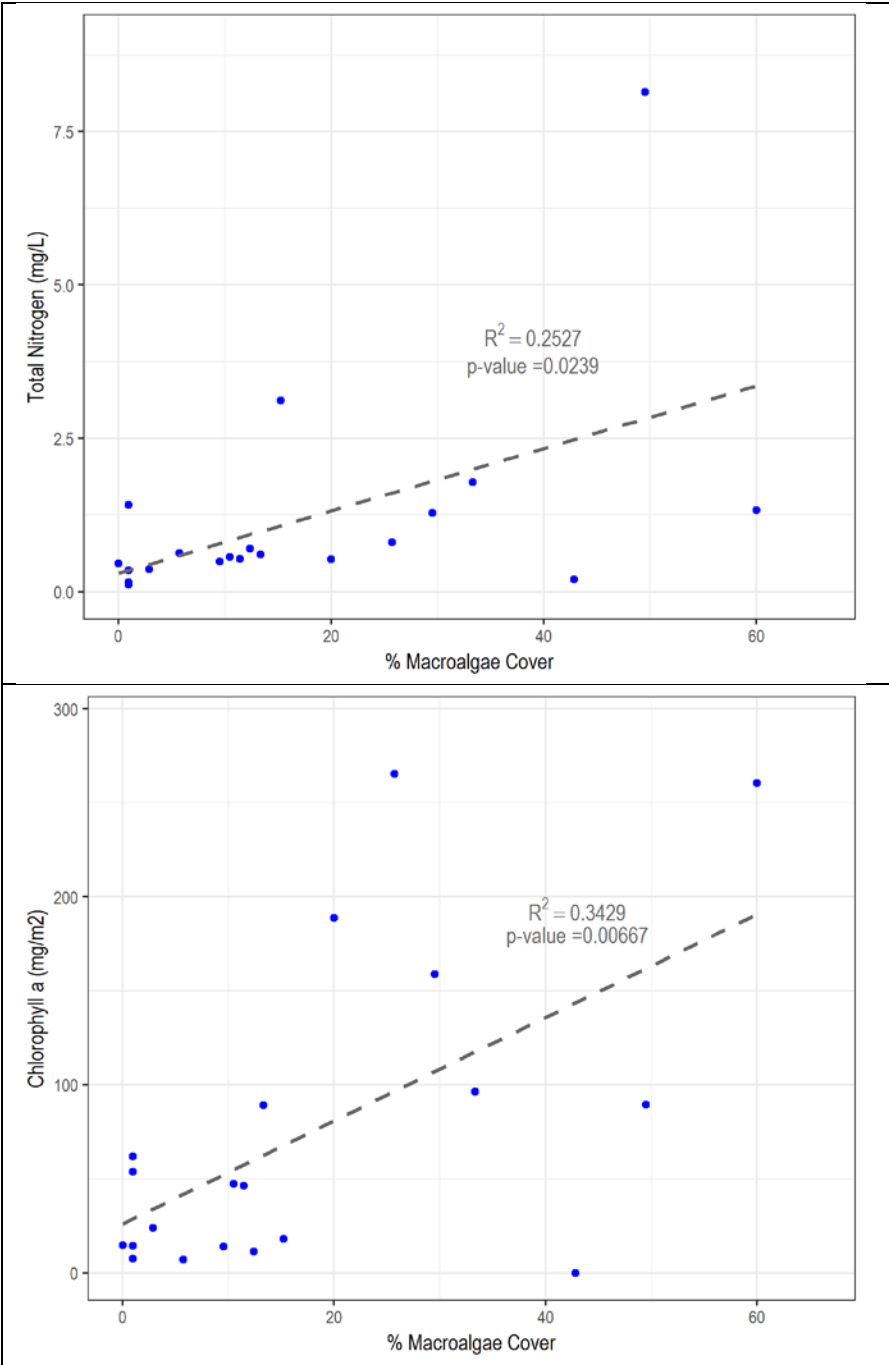 7.5
5.0
2.5
0.0
Total Nitrogen (mg/L)
R² = 0.2527
p-value =0.0239
0
20
40
60
% Macroalgae Cover
300
200
100
0
Chlorophyll a (mg/m2)
R² = 0.3429
p-value =0.00667
0
20
40
60
% Macroalgae Cover